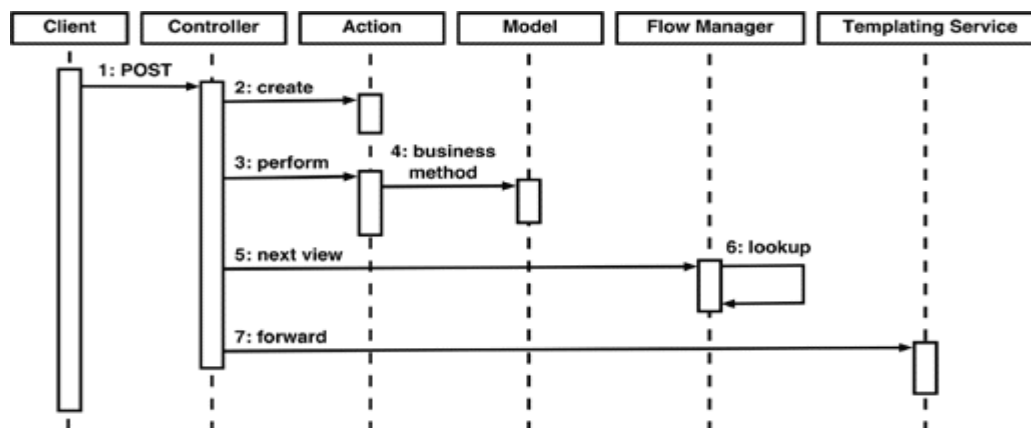 Client Controller Action Model Flow Manager Templating Service
1: POST
2: create
3: perform
4: business
method
5: next view
6: lookup
7: forward